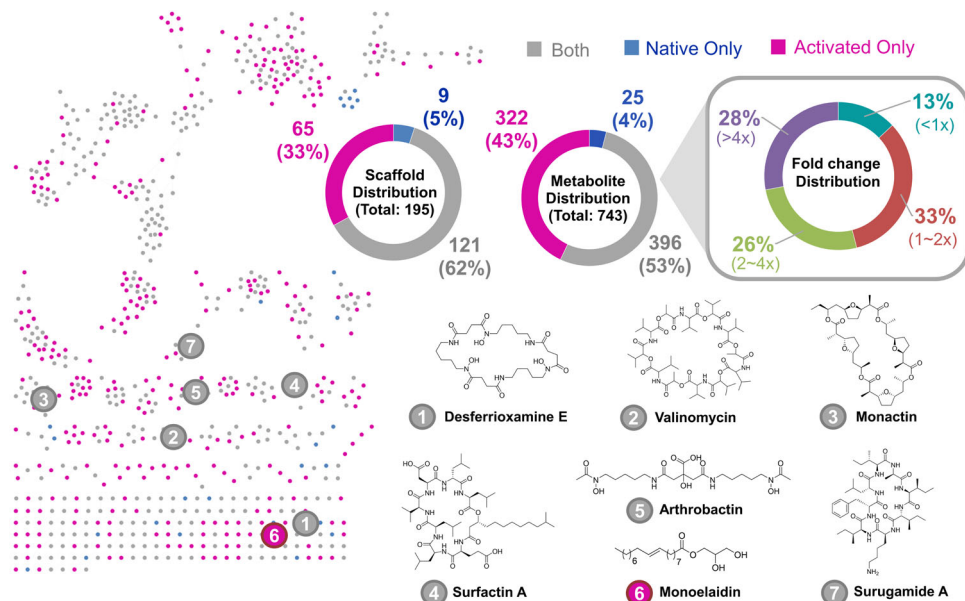 Both
Native Only
Activated Only
65
(33%)
9
(5%)
Scaffold
Distribution
(Total: 195)
121
(62%)
322
(43%)
25
(4%)
Metabolite
Distribution
(Total: 743)
396
(53%)
28%
(>4x)
13%
(<1x)
Fold change
Distribution
26%
(2~4x)
33%
(1~2x)
7
3
5
4
2
1
6
1 Desferrioxamine E
2 Valinomycin
3 Monactin
4 Surfactin A
5
Arthrobactin
6 Monoelaidin
7 Surugamide A